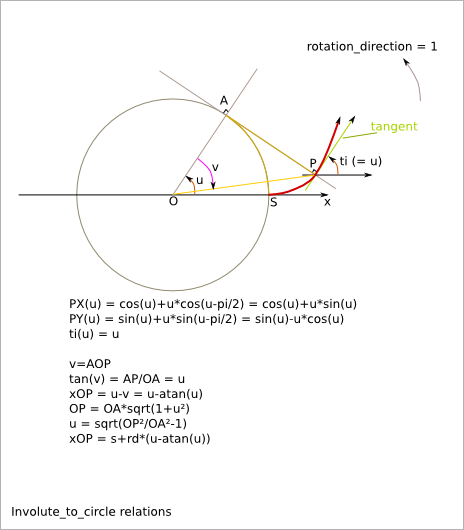 rotation_direction = 1
A
tangent
P
ti (= u)
v
u
O
S
x
PX(u) = cos(u)+u*cos(u-pi/2) = cos(u)+u*sin(u)
PY(u) = sin(u)+u*sin(u-pi/2) = sin(u)-u*cos(u)
ti(u) = u
v=AOP
tan(v) = AP/OA = u
xOP = u-v = u-atan(u)
OP = OA*sqrt(1+u²)
u = sqrt(OP²/OA²-1)
xOP = s+rd*(u-atan(u))
Involute_to_circle relations